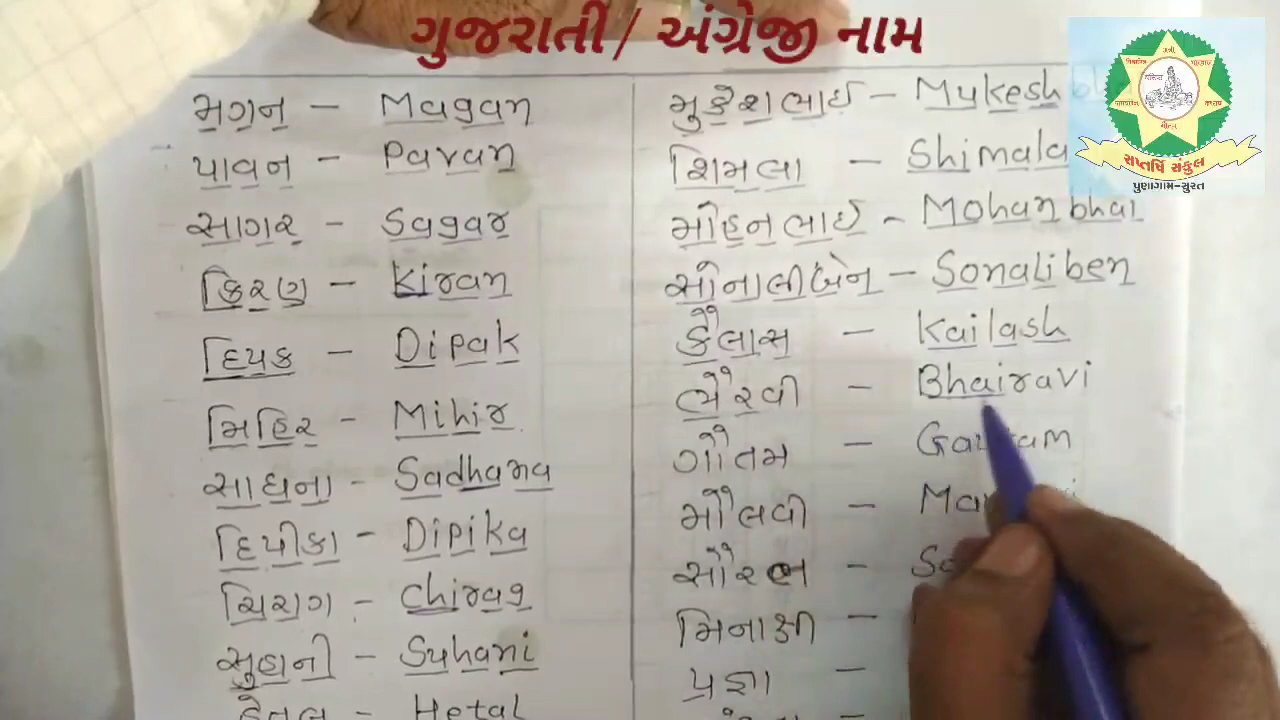 ગુજરાતી / અંગ્રેજી નામ
મગન - Magan
પાવન - Pavan
સાગર - Sagar
કિરણ - Kiran
દિપક - Dipak
મિહિર - Mihir
સાધના - Sadhana
દિપીકા - Dipika
ચિરાગ - Chirag
સુહાની - Suhani
હેતલ - Hetal
મુકેશભાઈ - Mukesh
શિમલા - Shimala
મોહનભાઈ - Mohanbhai
સોનાલીબેન - Sonaliben
કૈલાસ - Kailash
ભૈરવી - Bhairavi
ગૌતમ -
મૌલવી -
સૌરભ -
મિનાક્ષી -
પ્રજ્ઞા -
સપ્તર્ષિ સંકુલ
પુણાગામ-સુરત